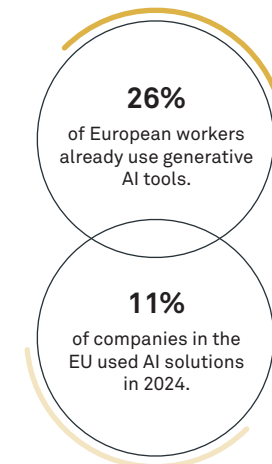 26%
of European workers
already use generative
AI tools.
11%
of companies in the
EU used AI solutions
in 2024.